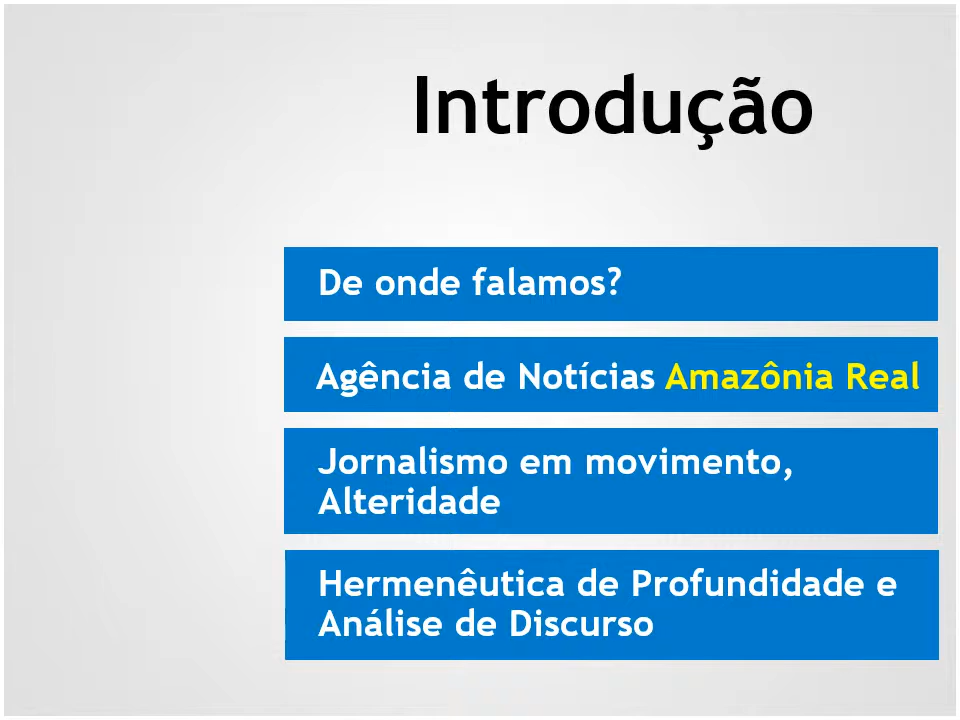 Introdução
De onde falamos?
Agência de Notícias Amazônia Real
Jornalismo em movimento,
Alteridade
Hermenêutica de Profundidade e
Análise de Discurso